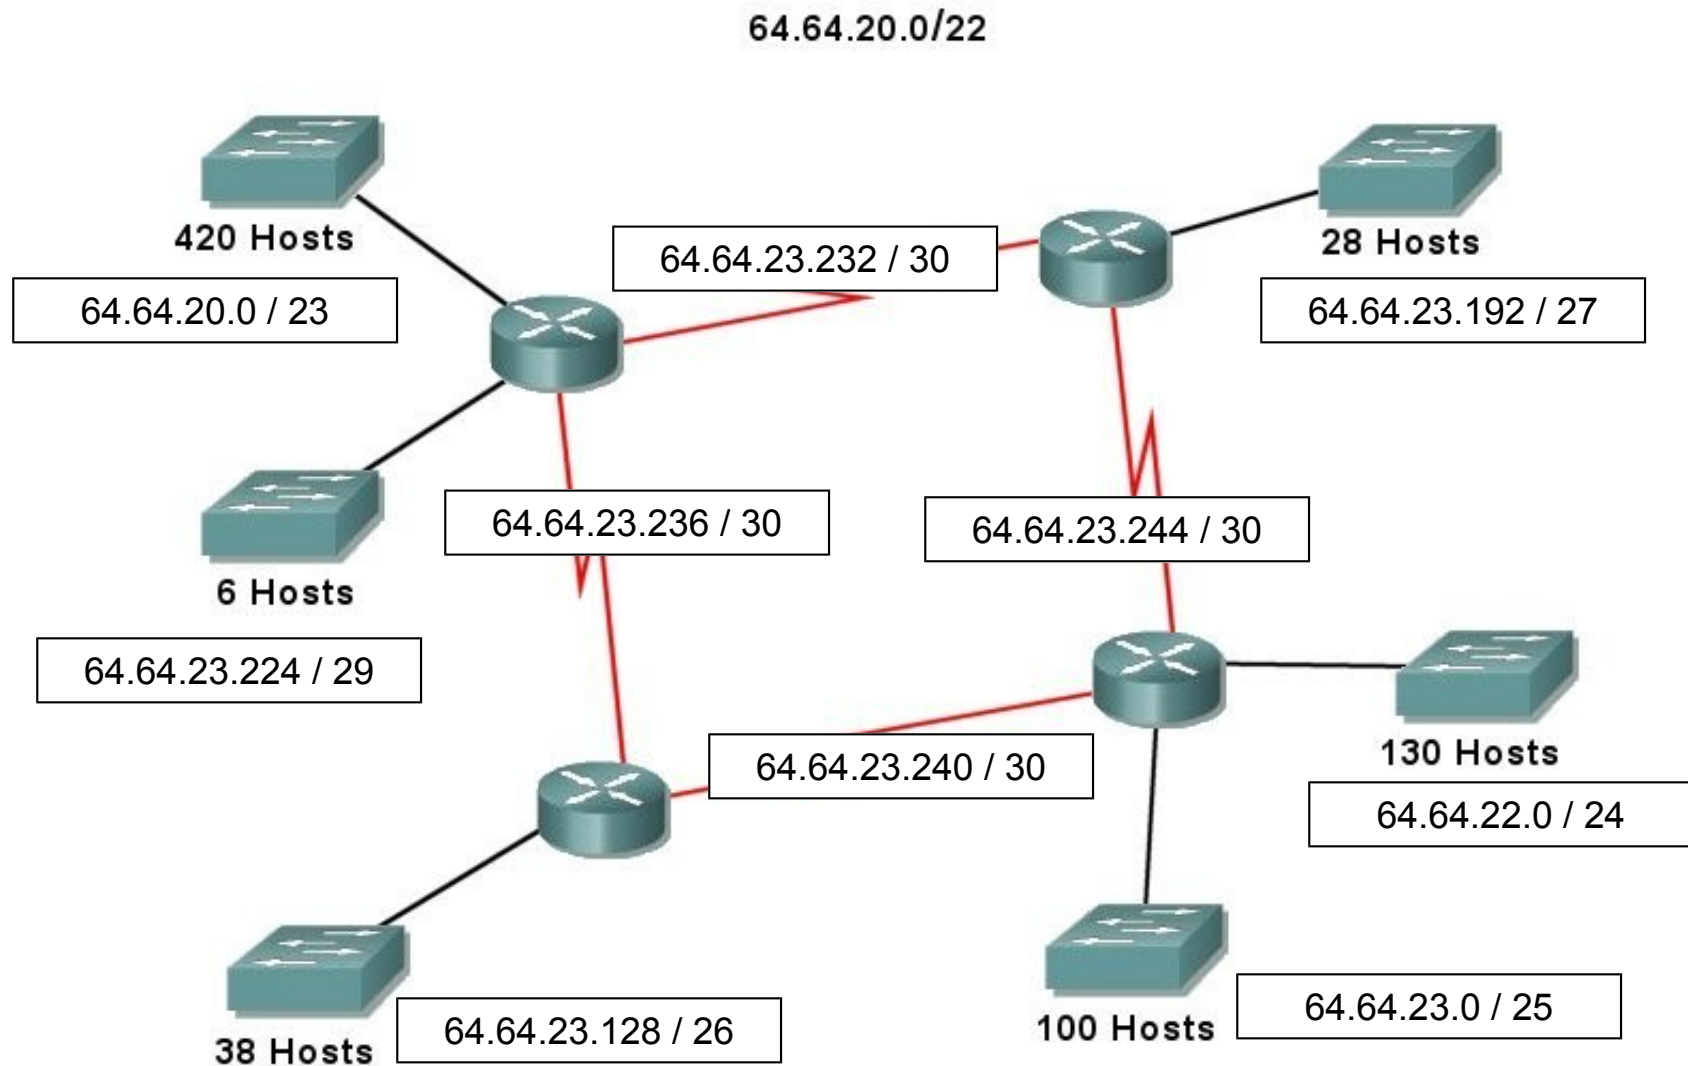 64.64.20.0/22
420 Hosts
64.64.20.0 / 23
64.64.23.232 / 30
28 Hosts
64.64.23.192 / 27
6 Hosts
64.64.23.224 / 29
64.64.23.236 / 30
64.64.23.244 / 30
64.64.23.240 / 30
130 Hosts
64.64.22.0 / 24
38 Hosts
64.64.23.128 / 26
100 Hosts
64.64.23.0 / 25